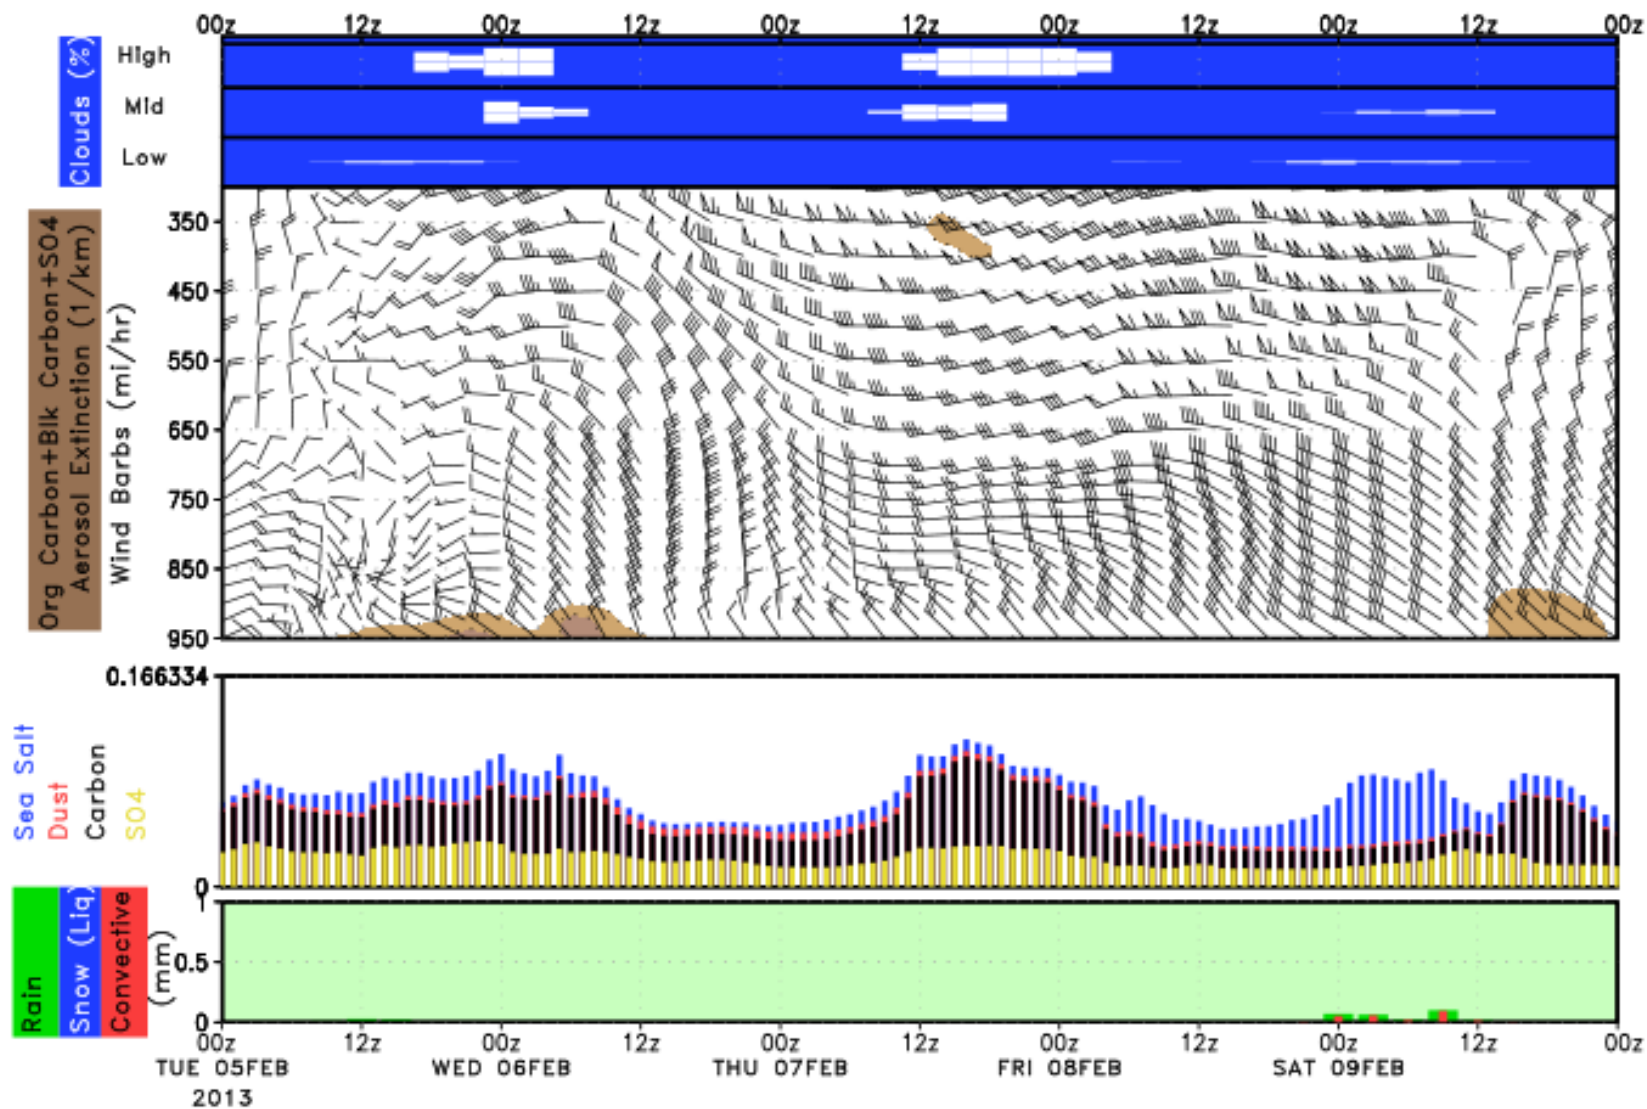 00z 12z 00z 12z 00z 12z 00z 12z 00z 12z 00z
Clouds (%)
High
Mid
Low
Org Carbon+Blk Carbon+SO4
Aerosol Extinction (1/km)
Wind Barbs (mi/hr)
350
450
550
650
750
850
950
0.166334
0
Sea Salt
Dust
Carbon
SO4
Rain
Snow (Liq)
Convective
(mm)
1
0.5
0
00z 12z 00z 12z 00z 12z 00z 12z 00z 12z 00z
TUE 05FEB WED 06FEB THU 07FEB FRI 08FEB SAT 09FEB
2013